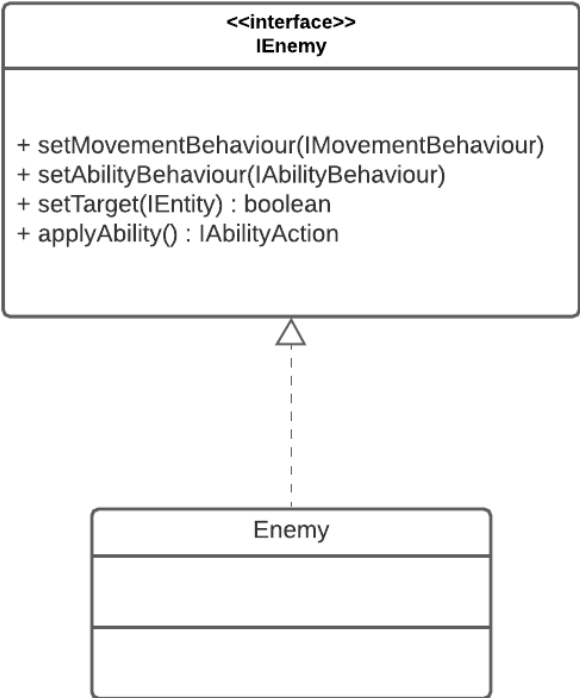 <<interface>>
IEnemy
+ setMovementBehaviour(IMovementBehaviour)
+ setAbilityBehaviour(IAbilityBehaviour)
+ setTarget(IEntity) : boolean
+ applyAbility() : IAbilityAction
Enemy